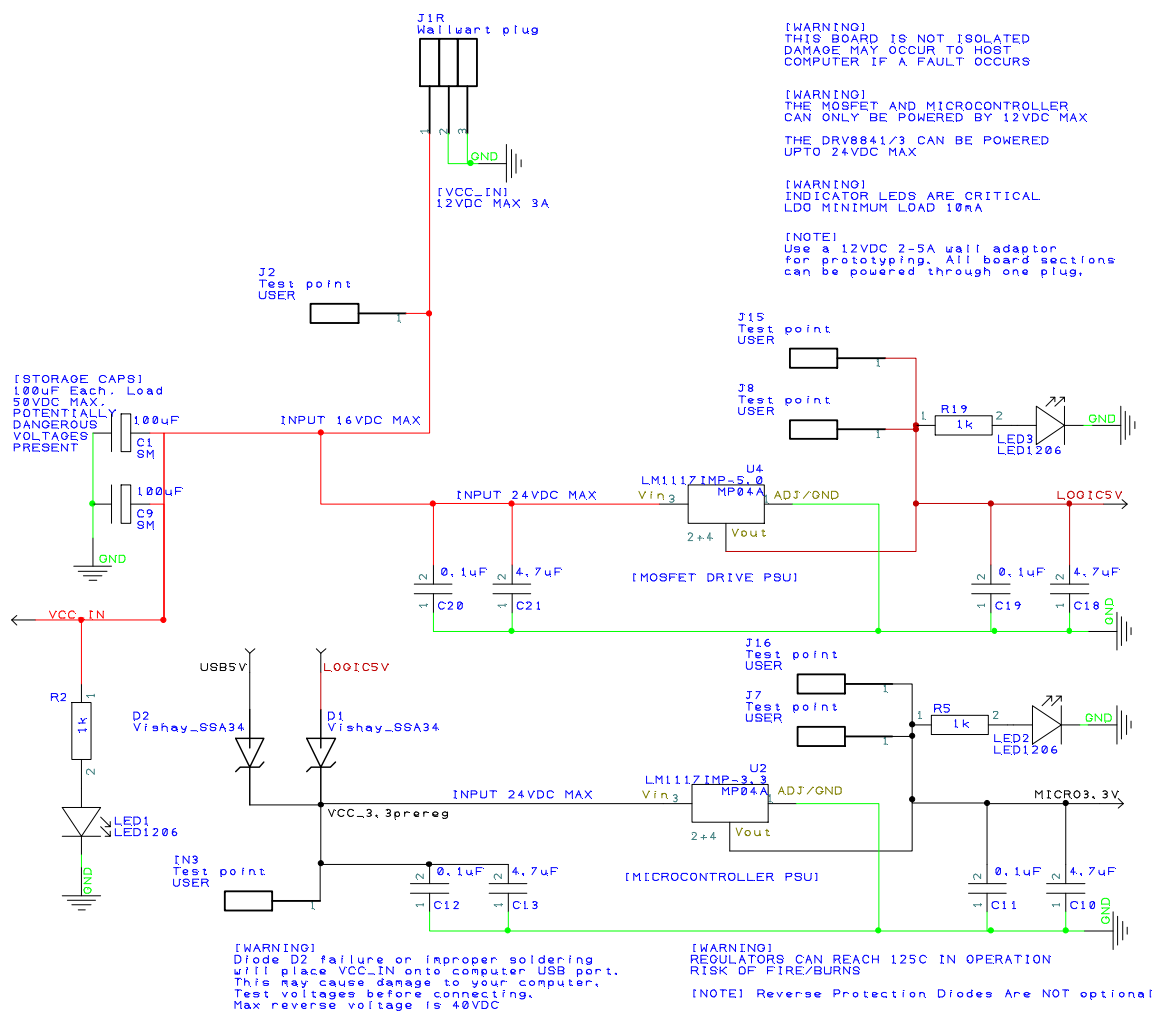 J1R
Wallwart plug
1
2
3
GND
[VCC_IN]
12VDC MAX 3A
[WARNING]
THIS BOARD IS NOT ISOLATED
DAMAGE MAY OCCUR TO HOST
COMPUTER IF A FAULT OCCURS
[WARNING]
THE MOSFET AND MICROCONTROLLER
CAN ONLY BE POWERED BY 12VDC MAX
THE DRV8841/3 CAN BE POWERED
UPTO 24VDC MAX
[WARNING]
INDICATOR LEDS ARE CRITICAL
LDO MINIMUM LOAD 10mA
[NOTE]
Use a 12VDC 2-5A wall adaptor
for prototyping. All board sections
can be powered through one plug.
J2
Test point
USER
1
J15
Test point
USER
1
J8
Test point
USER
1
[STORAGE CAPS]
100uF Each. Load
50VDC MAX.
POTENTIALLY
DANGEROUS
VOLTAGES
PRESENT
100uF
C1
SM
100uF
C9
SM
GND
INPUT 16VDC MAX
1
R19
2
1k
LED3
LED1206
GND
U4
LM1117IMP-5.0
MP04A
INPUT 24VDC MAX
Vin
3
1
ADJ/GND
2+4
Vout
LOGIC5V
[MOSFET DRIVE PSU]
2
0.1uF
1
C20
2
4.7uF
1
C21
2
0.1uF
1
C19
2
4.7uF
1
C18
GND
VCC_IN
R2
1
1k
2
LED1
LED1206
GND
USB5V
LOGIC5V
D2
Vishay_SSA34
D1
Vishay_SSA34
J16
Test point
USER
1
J7
Test point
USER
1
1
R5
2
1k
LED2
LED1206
GND
U2
LM1117IMP-3.3
MP04A
INPUT 24VDC MAX
Vin
3
1
ADJ/GND
2+4
Vout
VCC_3.3prereg
MICRO3.3V
IN3
Test point
USER
1
[MICROCONTROLLER PSU]
2
0.1uF
1
C12
2
4.7uF
1
C13
2
0.1uF
1
C11
2
4.7uF
1
C10
GND
[WARNING]
Diode D2 failure or improper soldering
will place VCC_IN onto computer USB port.
This may cause damage to your computer.
Test voltages before connecting.
Max reverse voltage is 40VDC
[WARNING]
REGULATORS CAN REACH 125C IN OPERATION
RISK OF FIRE/BURNS
[NOTE] Reverse Protection Diodes Are NOT optional